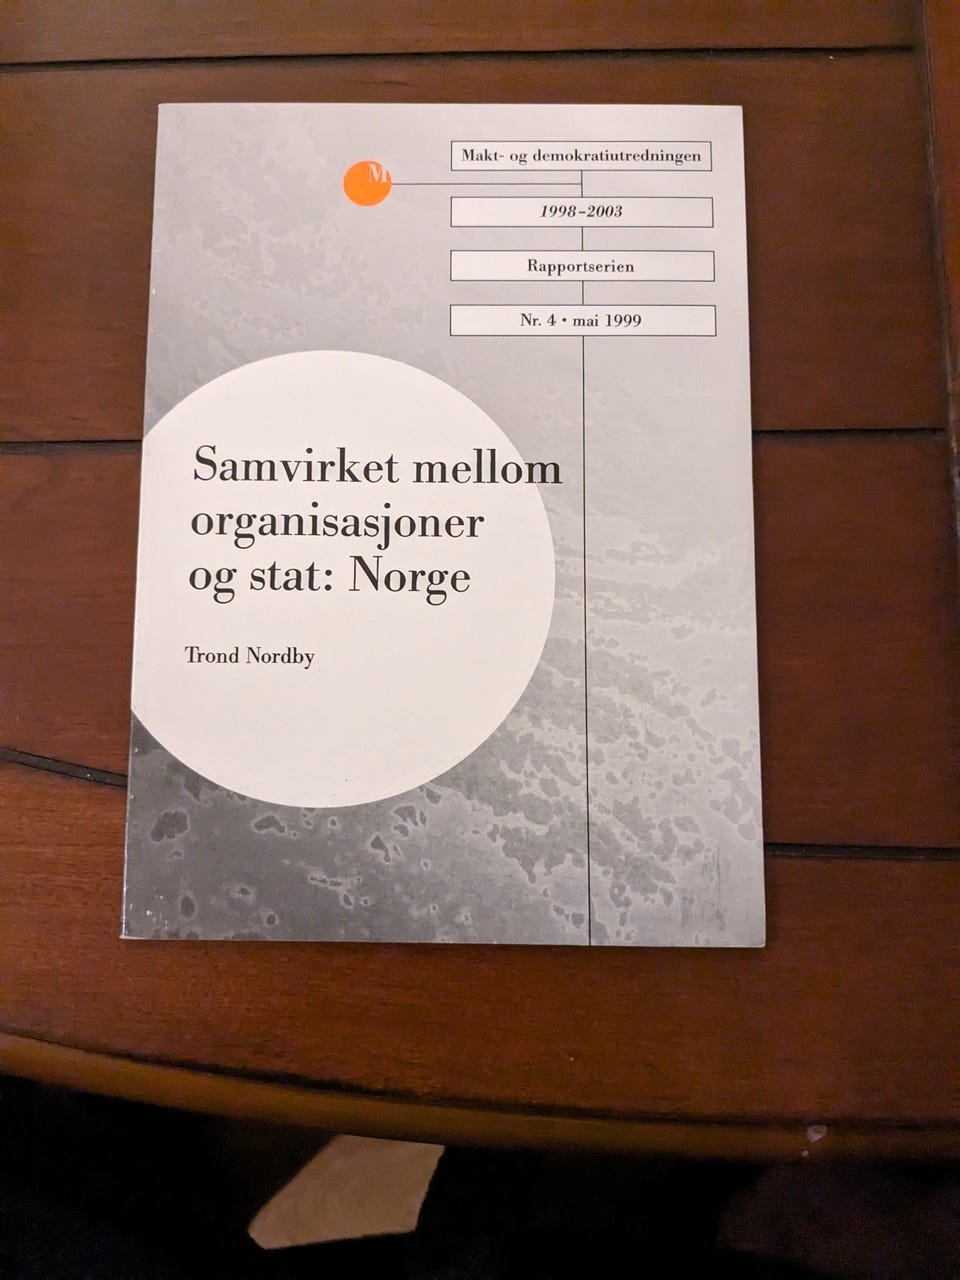 M
Makt- og demokratiutredningen
1998–2003
Rapportserien
Nr. 4 • mai 1999
Samvirket mellom
organisasjoner
og stat: Norge
Trond Nordby